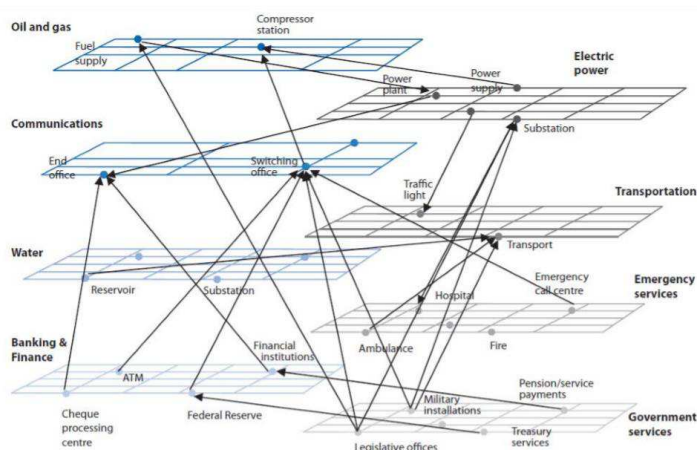 Oil and gas
Compressor
station
Fuel
supply
Electric
power
Power
plant
Power
supply
Substation
Communications
End
office
Switching
office
Traffic
light
Transportation
Transport
Water
Reservoir
Substation
Emergency
call centre
Emergency
services
Hospital
Ambulance
Fire
Banking &
Finance
Financial
institutions
ATM
Cheque
processing
centre
Federal Reserve
Pension/service
payments
Military
installations
Government
services
Legislative offices
Treasury
services